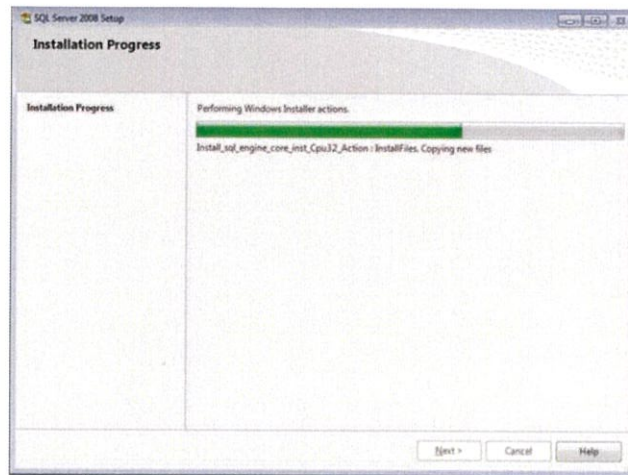 SQL Server 2008 Setup
Installation Progress
Installation Progress
Performing Windows Installer actions.
Install_sql_engine_core_inst_Cpu32_Action : InstallFiles. Copying new files
Next >
Cancel
Help